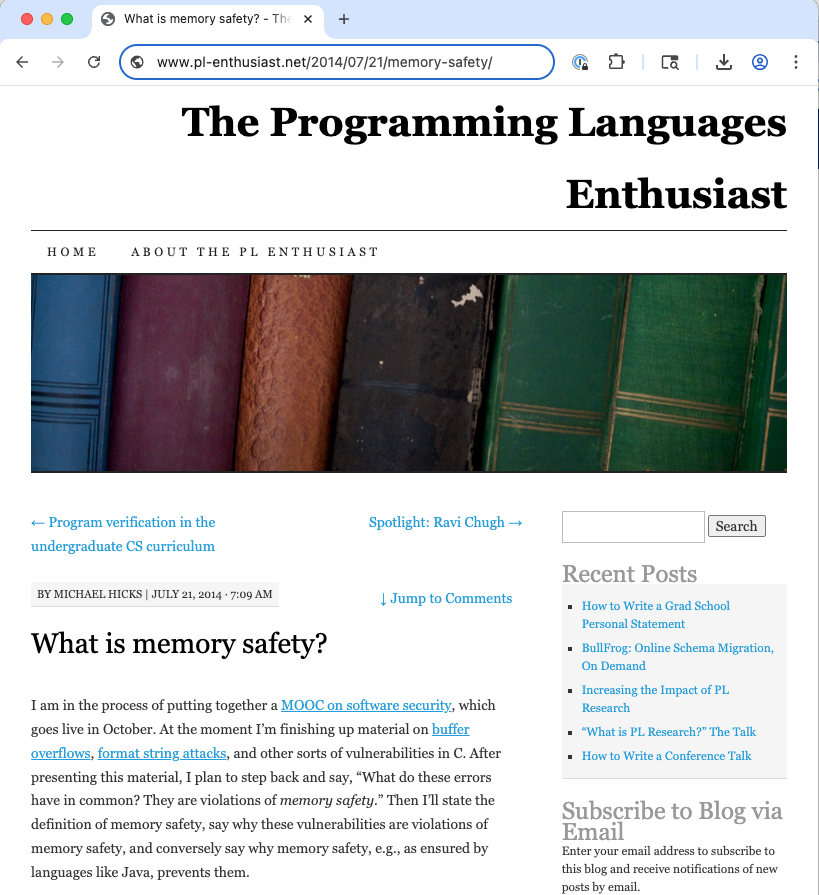 What is memory safety? - The
www.pl-enthusiast.net/2014/07/21/memory-safety/
The Programming Languages
Enthusiast
HOME ABOUT THE PL ENTHUSIAST
← Program verification in the
undergraduate CS curriculum
Spotlight: Ravi Chugh →
BY MICHAEL HICKS | JULY 21, 2014 · 7:09 AM
↓ Jump to Comments
What is memory safety?
I am in the process of putting together a MOOC on software security, which
goes live in October. At the moment I’m finishing up material on buffer
overflows, format string attacks, and other sorts of vulnerabilities in C. After
presenting this material, I plan to step back and say, “What do these errors
have in common? They are violations of memory safety.” Then I’ll state the
definition of memory safety, say why these vulnerabilities are violations of
memory safety, and conversely say why memory safety, e.g., as ensured by
languages like Java, prevents them.
Search
Recent Posts
How to Write a Grad School
Personal Statement
BullFrog: Online Schema Migration,
On Demand
Increasing the Impact of PL
Research
“What is PL Research?” The Talk
How to Write a Conference Talk
Subscribe to Blog via
Email
Enter your email address to subscribe to
this blog and receive notifications of new
posts by email.